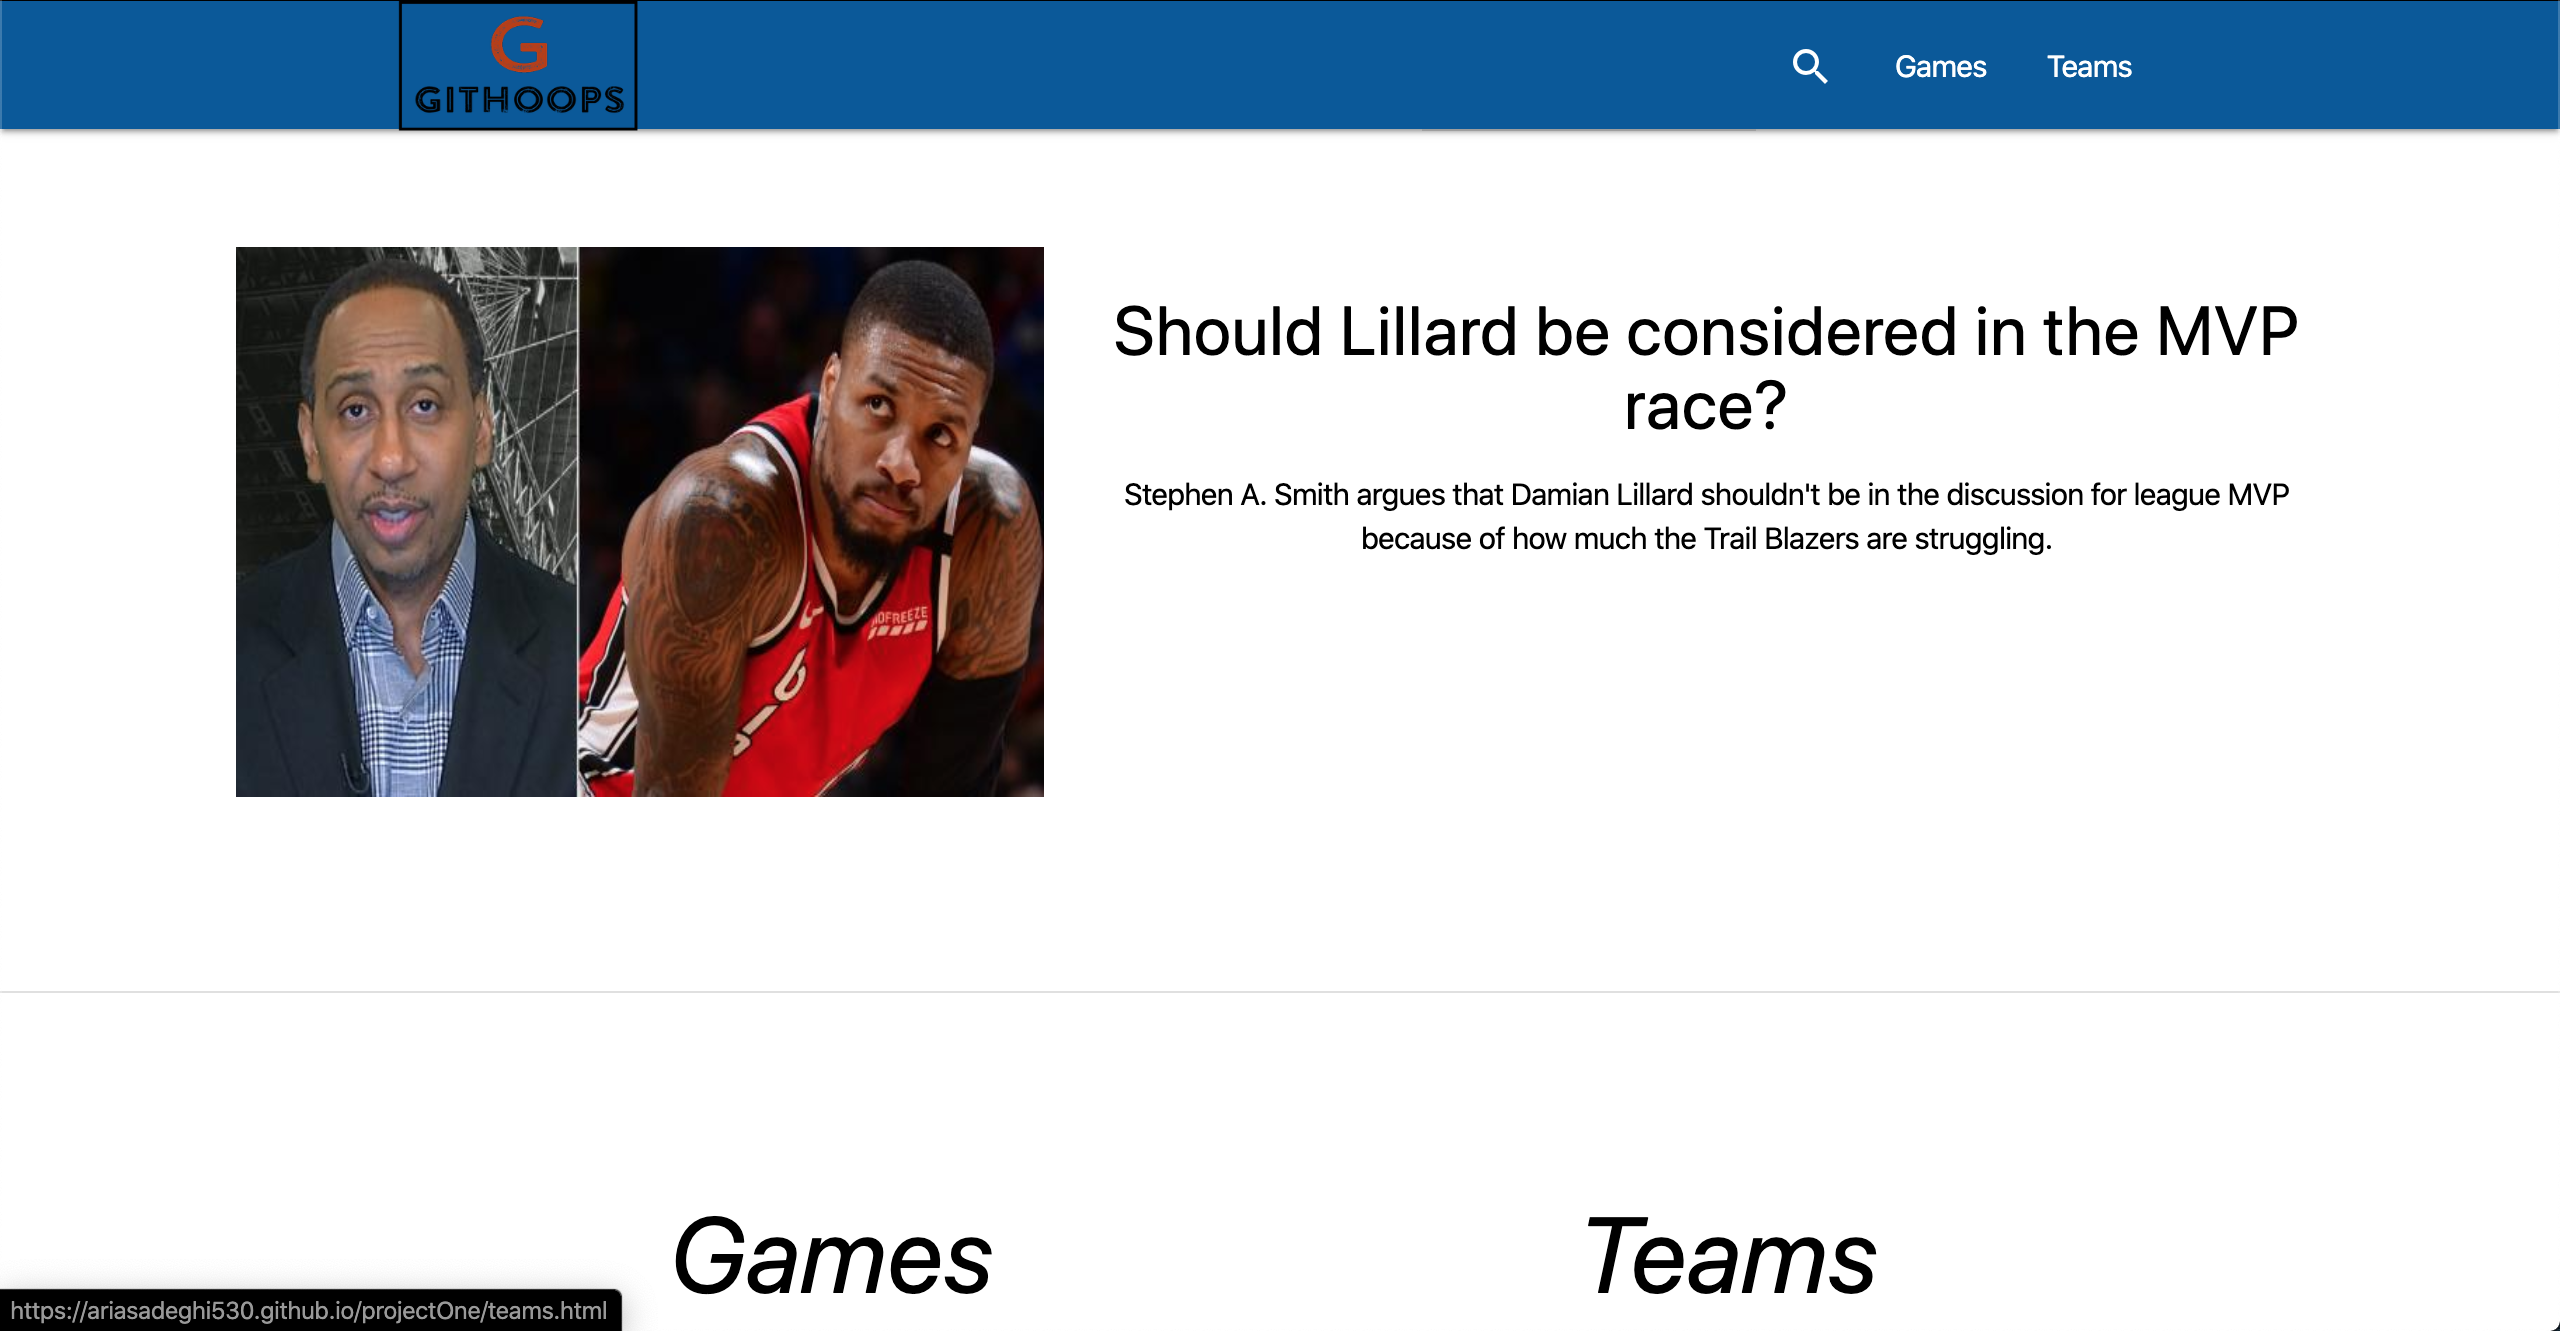 G
GITHOOPS
Games
Teams
Should Lillard be considered in the MVP
race?
Stephen A. Smith argues that Damian Lillard shouldn't be in the discussion for league MVP
because of how much the Trail Blazers are struggling.
Games
Teams
https://ariasadeghi530.github.io/projectOne/teams.html